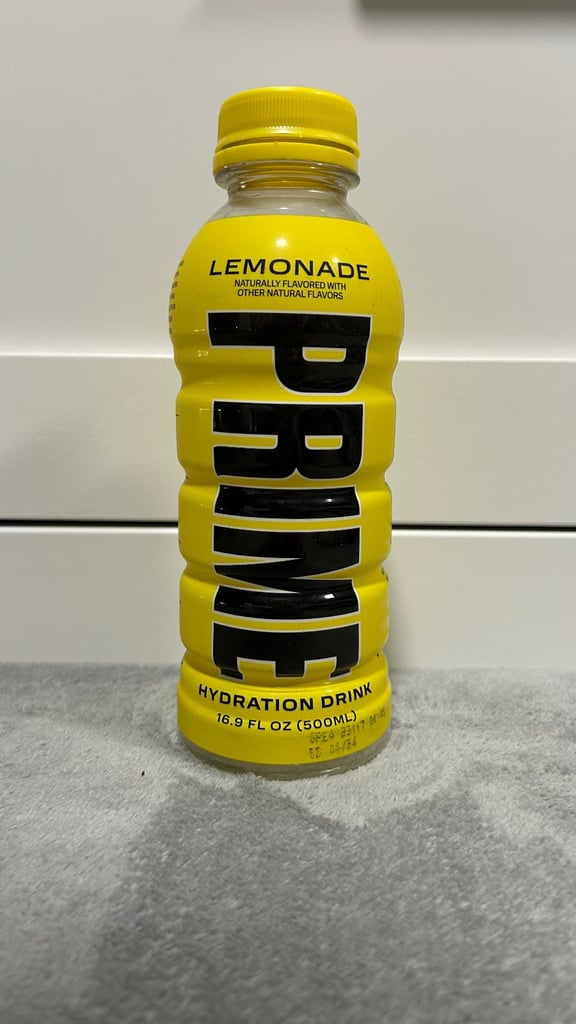 LEMONADE
NATURALLY FLAVORED WITH
OTHER NATURAL FLAVORS
PRIME
HYDRATION DRINK
16.9 FL OZ (500ML)